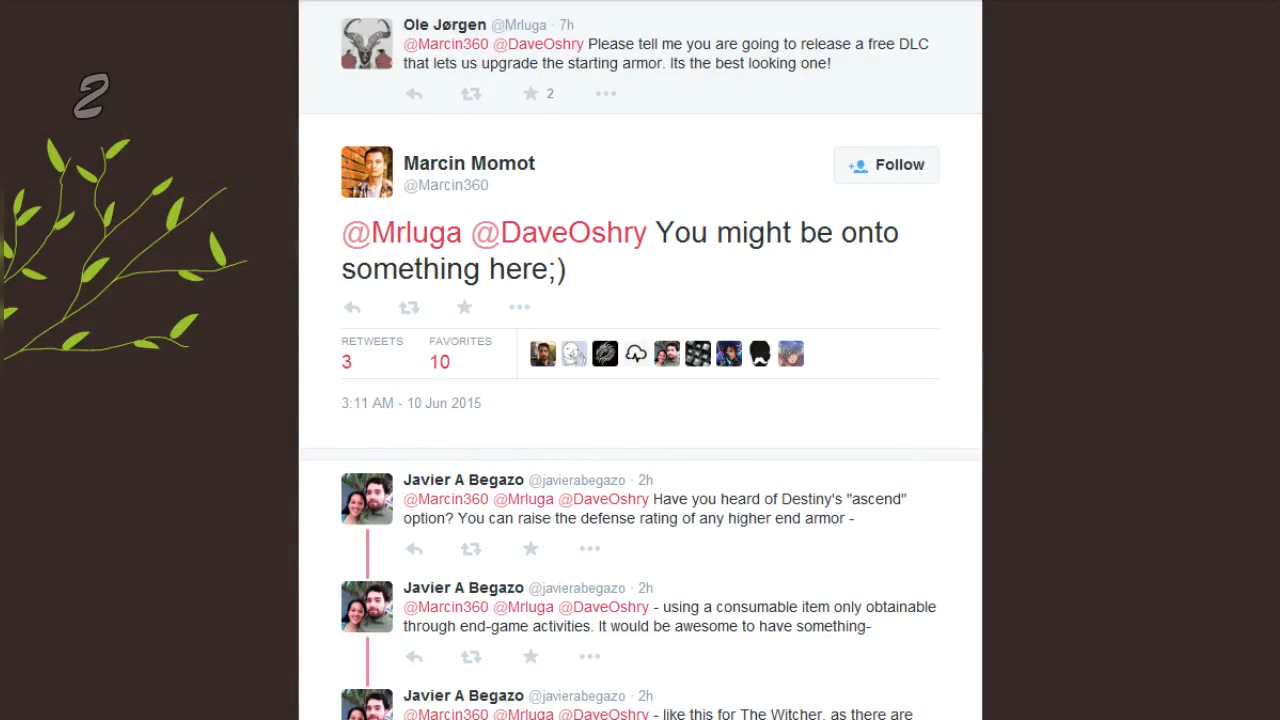 Ole Jørgen @Mrluga · 7h
@Marcin360 @DaveOshry Please tell me you are going to release a free DLC
that lets us upgrade the starting armor. Its the best looking one!
2
2
Marcin Momot
@Marcin360
Follow
@Mrluga @DaveOshry You might be onto
something here;)
RETWEETS FAVORITES
3 10
3:11 AM - 10 Jun 2015
Javier A Begazo @javierabegazo · 2h
@Marcin360 @Mrluga @DaveOshry Have you heard of Destiny's "ascend"
option? You can raise the defense rating of any higher end armor -
Javier A Begazo @javierabegazo · 2h
@Marcin360 @Mrluga @DaveOshry - using a consumable item only obtainable
through end-game activities. It would be awesome to have something-
Javier A Begazo @javierabegazo · 2h
@Marcin360 @Mrluga @DaveOshry - like this for The Witcher, as there are